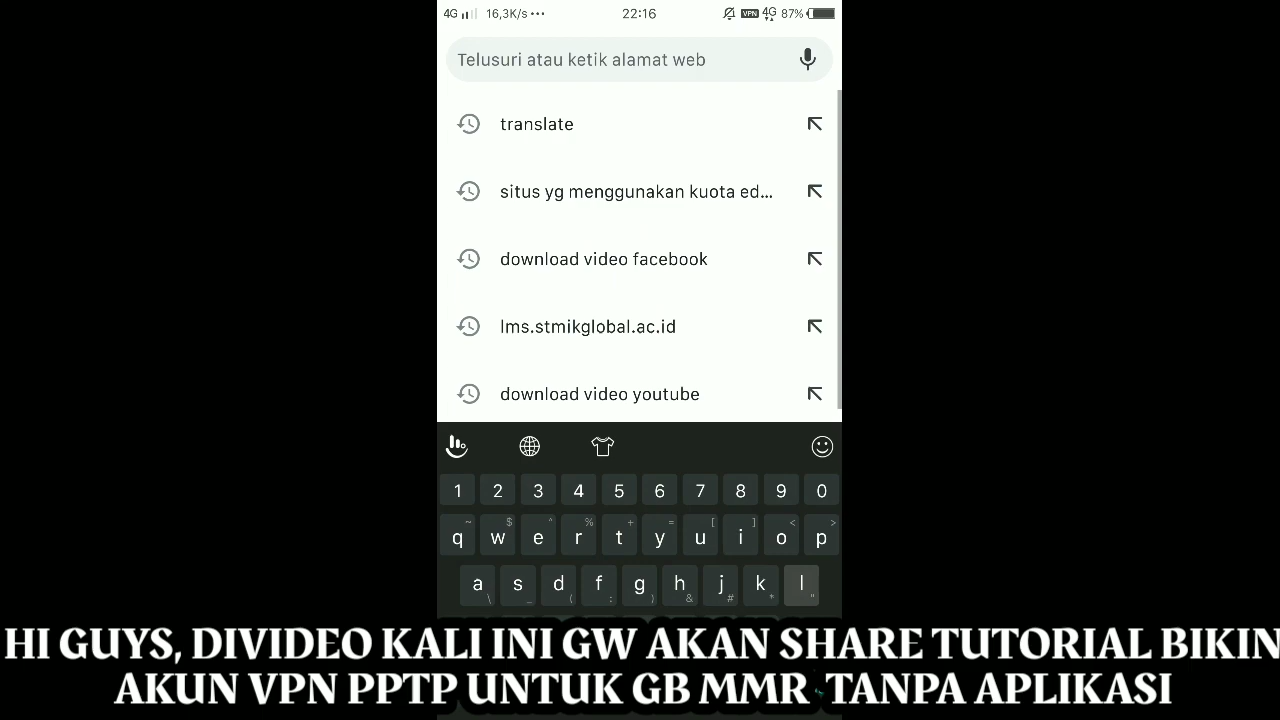 4G 16,3K/s ••• 22:16 VPN 4G 87%
Telusuri atau ketik alamat web
translate
situs yg menggunakan kuota ed...
download video facebook
lms.stmikglobal.ac.id
download video youtube
1 2 3 4 5 6 7 8 9 0
~ $ ^ % + = [ ] < >
q w e r t y u i o p
a s d f g h j k l
\ _ ( : ) & # * "
HI GUYS, DIVIDEO KALI INI GW AKAN SHARE TUTORIAL BIKIN
AKUN VPN PPTP UNTUK GB MMR TANPA APLIKASI